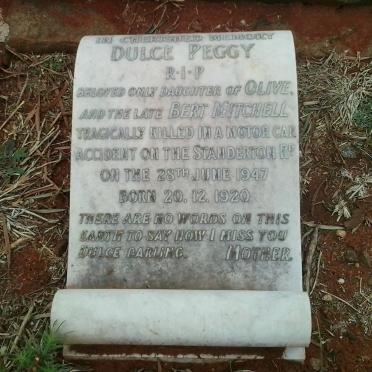 IN CHERISHED MEMORY
DULCE PEGGY
R·I·P
BELOVED ONLY DAUGHTER OF OLIVE,
AND THE LATE BERT MITCHELL
TRAGICALLY KILLED IN A MOTOR CAR
ACCIDENT ON THE STANDERTON RD
ON THE 28TH JUNE 1947
BORN 20.12.1920
THERE ARE NO WORDS ON THIS
EARTH TO SAY HOW I MISS YOU
DULCE DARLING. MOTHER.